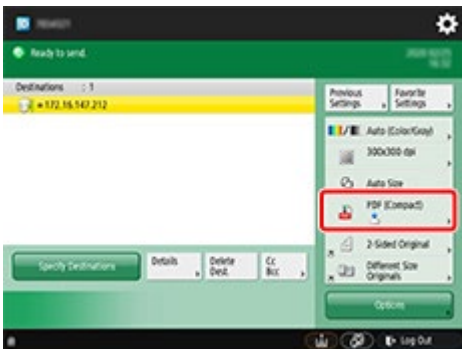 Ready to send.
Destinations : 1
172.16.147.212
Previous Settings
Favorite Settings
Auto (Color/Gray)
300x300 dpi
Auto Size
PDF (Compact)
2-Sided Original
Different Size Originals
Specify Destinations
Details
Delete Dest.
Cc Bcc
Options
Log Out